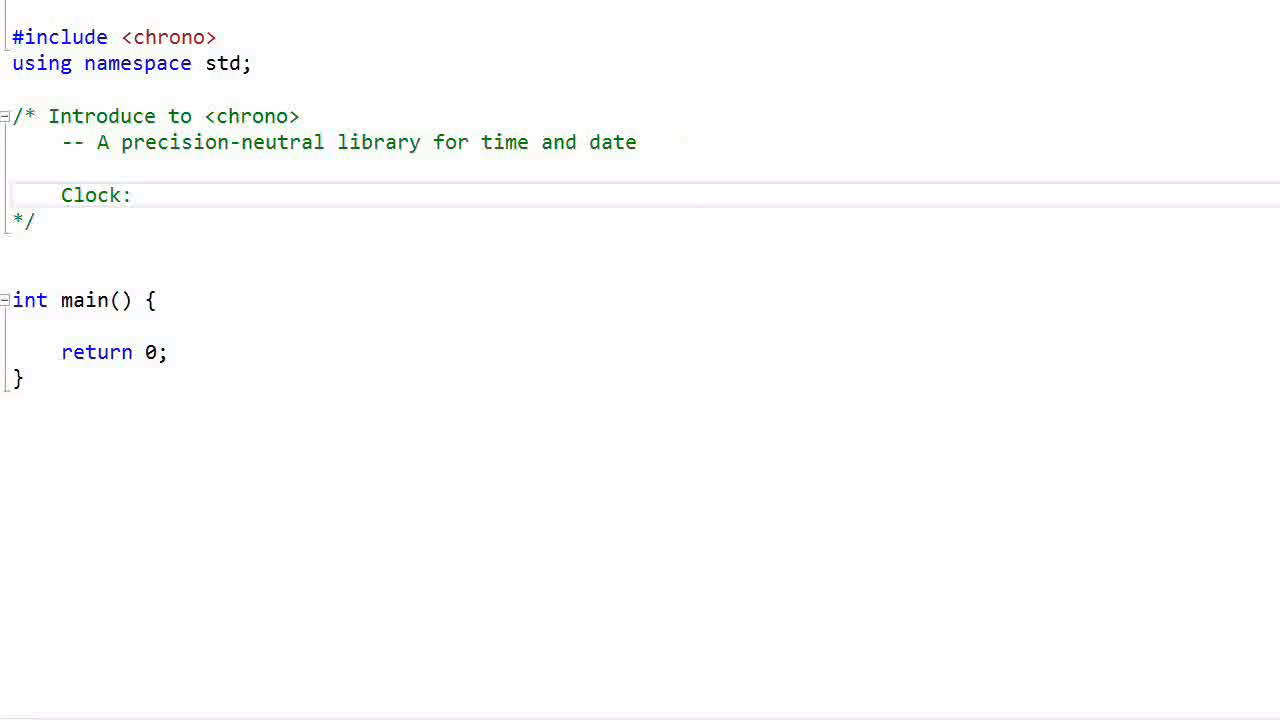 #include <chrono>
using namespace std;
/* Introduce to <chrono>
-- A precision-neutral library for time and date
Clock:
*/
int main() {
return 0;
}